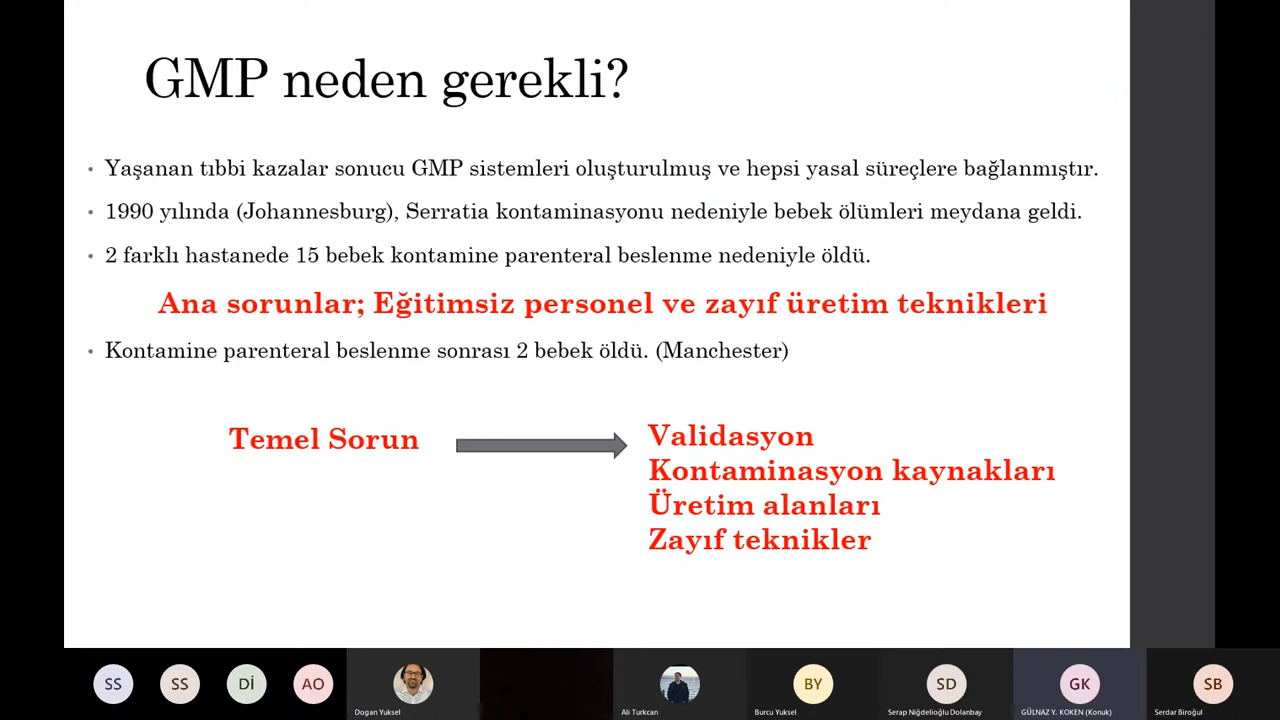 GMP neden gerekli?
Yaşanan tıbbi kazalar sonucu GMP sistemleri oluşturulmuş ve hepsi yasal süreçlere bağlanmıştır.
1990 yılında (Johannesburg), Serratia kontaminasyonu nedeniyle bebek ölümleri meydana geldi.
2 farklı hastanede 15 bebek kontamine parenteral beslenme nedeniyle öldü.
Ana sorunlar; Eğitimsiz personel ve zayıf üretim teknikleri
Kontamine parenteral beslenme sonrası 2 bebek öldü. (Manchester)
Temel Sorun
Validasyon
Kontaminasyon kaynakları
Üretim alanları
Zayıf teknikler
SS SS Dİ AO BY SD GK SB
Dogan Yuksel Ali Turkcan Burcu Yuksel Serap Niğdelioğlu Dolanbay GÜLNAZ Y. KOKEN (Konuk) Serdar Biroğul